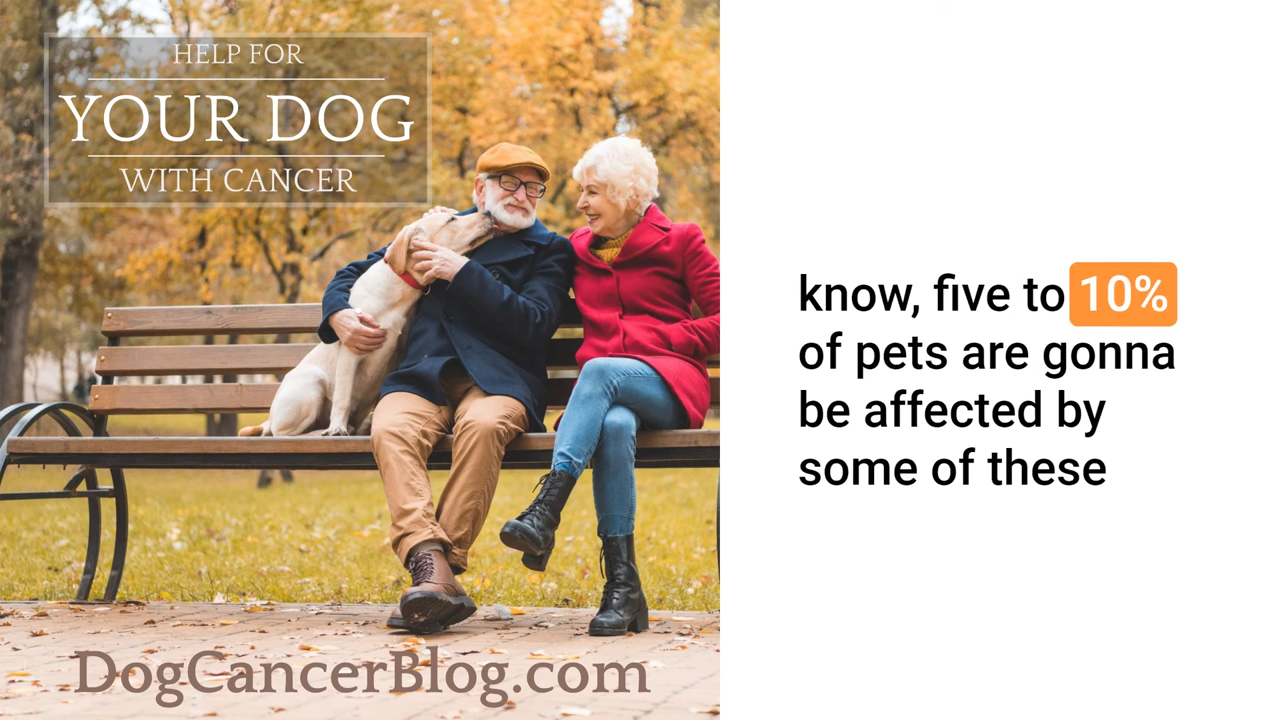 HELP FOR
YOUR DOG
WITH CANCER
DogCancerBlog.com
know, five to 10%
of pets are gonna
be affected by
some of these